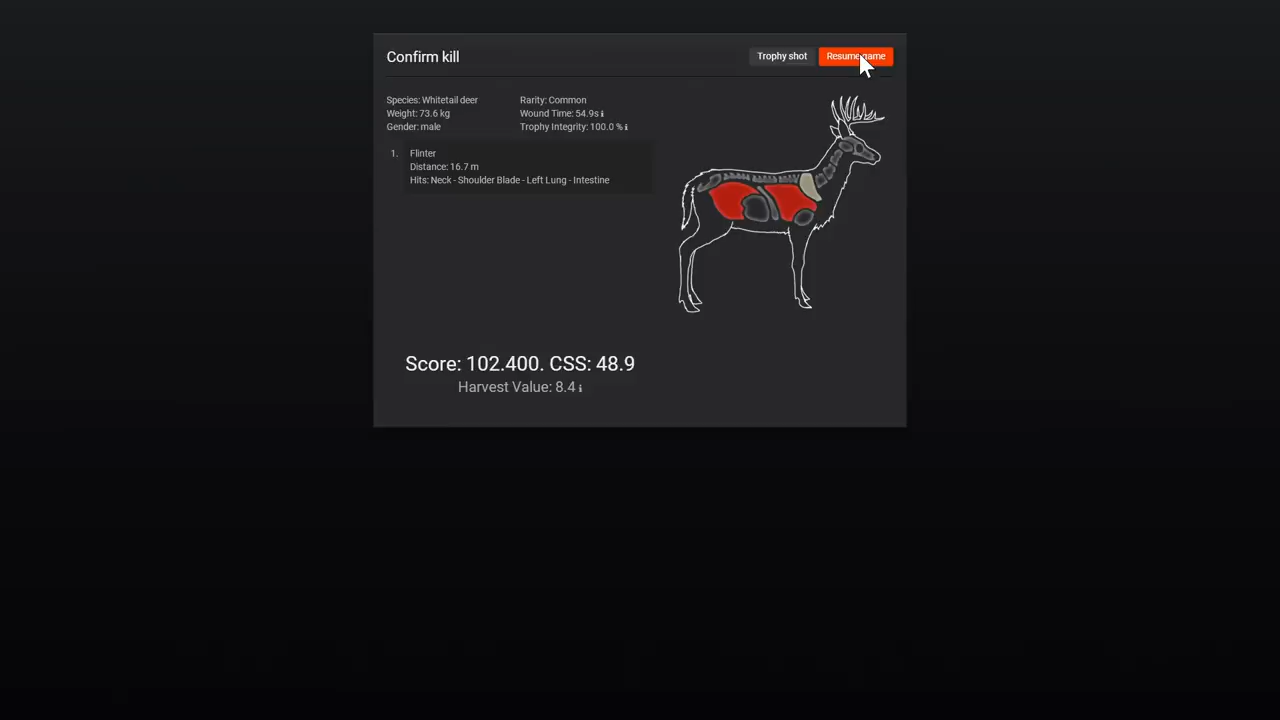 Confirm kill
Trophy shot
Resume game
Species: Whitetail deer
Weight: 73.6 kg
Gender: male
Rarity: Common
Wound Time: 54.9s
Trophy Integrity: 100.0 %
1.
Flinter
Distance: 16.7 m
Hits: Neck - Shoulder Blade - Left Lung - Intestine
Score: 102.400. CSS: 48.9
Harvest Value: 8.4